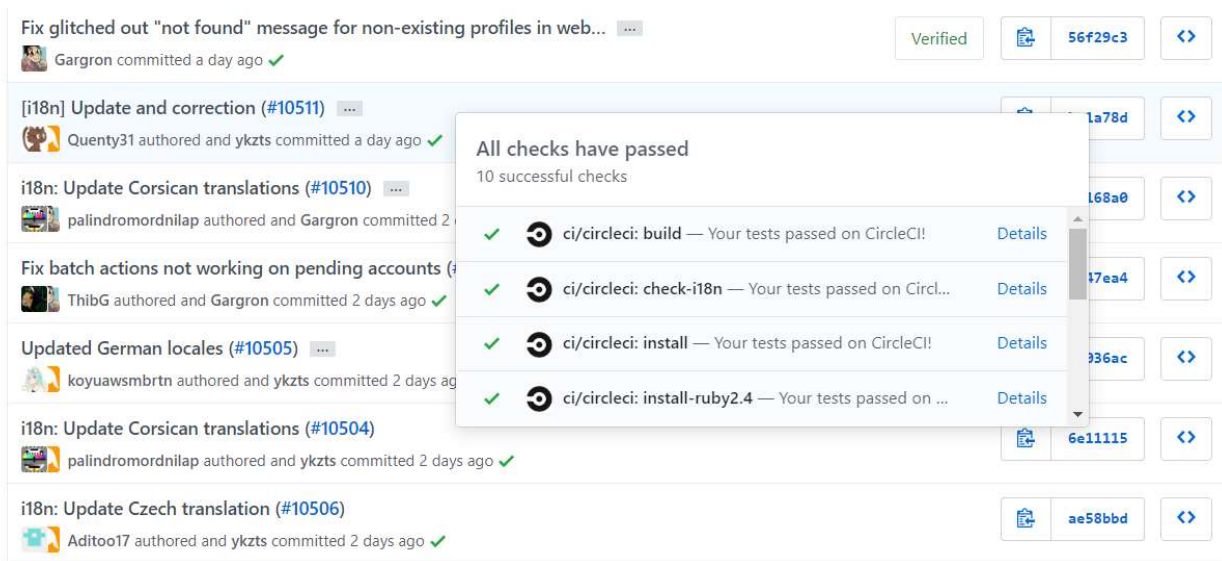 Fix glitched out "not found" message for non-existing profiles in web... ...
Verified
56f29c3
Gargron committed a day ago
[i18n] Update and correction (#10511) ...
1a78d
Quenty31 authored and ykzts committed a day ago
All checks have passed
10 successful checks
i18n: Update Corsican translations (#10510) ...
168a0
palindromordnilap authored and Gargron committed 2
ci/circleci: build — Your tests passed on CircleCI! Details
Fix batch actions not working on pending accounts (
47ea4
ThibG authored and Gargron committed 2 days ago
ci/circleci: check-i18n — Your tests passed on Circl... Details
Updated German locales (#10505) ...
ci/circleci: install — Your tests passed on CircleCI! Details
936ac
koyuawsmbrtn authored and ykzts committed 2 days ag
ci/circleci: install-ruby2.4 — Your tests passed on ... Details
i18n: Update Corsican translations (#10504)
6e11115
palindromordnilap authored and ykzts committed 2 days ago
i18n: Update Czech translation (#10506)
ae58bbd
Aditoo17 authored and ykzts committed 2 days ago